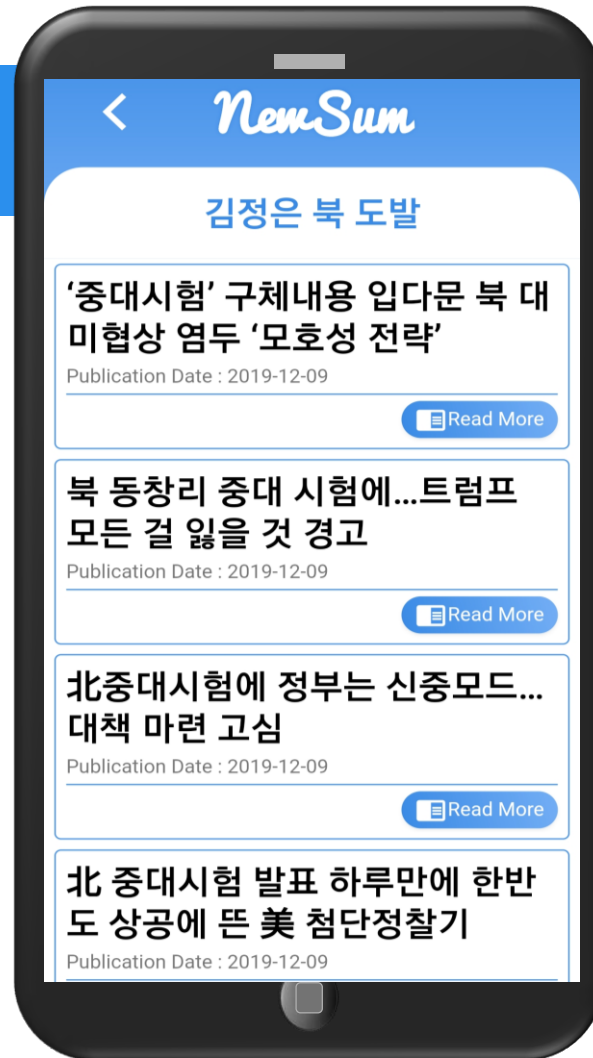 NewSum
김정은 북 도발
‘중대시험’ 구체내용 입다문 북 대
미협상 염두 ‘모호성 전략’
Publication Date : 2019-12-09
Read More
북 동창리 중대 시험에...트럼프
모든 걸 잃을 것 경고
Publication Date : 2019-12-09
Read More
北중대시험에 정부는 신중모드...
대책 마련 고심
Publication Date : 2019-12-09
Read More
北 중대시험 발표 하루만에 한반
도 상공에 뜬 美 첨단정찰기
Publication Date : 2019-12-09